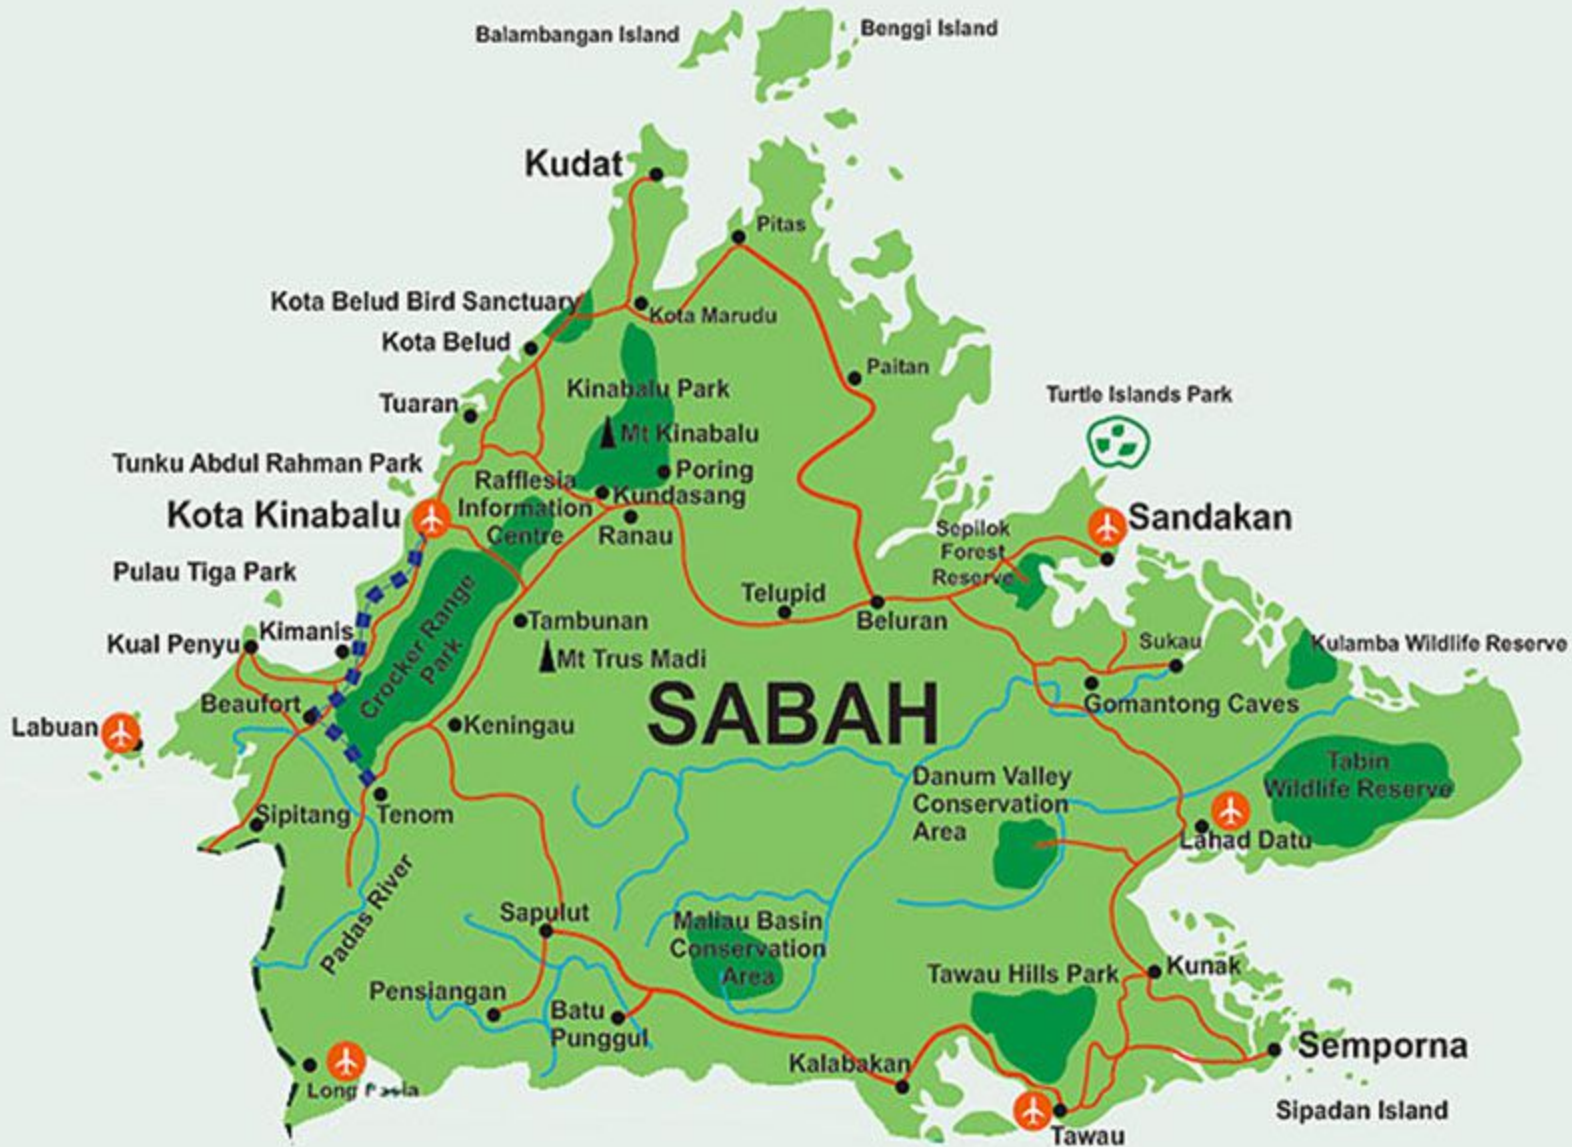 Balambangan Island
Benggi Island
Kudat
Pitas
Kota Belud Bird Sanctuary
Kota Marudu
Kota Belud
Paitan
Kinabalu Park
Turtle Islands Park
Tuaran
Mt Kinabalu
Tunku Abdul Rahman Park
Poring
Rafflesia
Information
Centre
Kundasang
Kota Kinabalu
Ranau
Sandakan
Sepilok
Forest
Reserve
Pulau Tiga Park
Telupid
Beluran
Tambunan
Kual Penyu
Kimanis
Crocker Range
Park
Mt Trus Madi
Sukau
Kulamba Wildlife Reserve
Beaufort
SABAH
Gomantong Caves
Labuan
Keningau
Danum Valley
Conservation
Area
Tabin
Wildlife Reserve
Sipitang
Tenom
Lahad Datu
Padas River
Sapulut
Maliau Basin
Conservation
Area
Tawau Hills Park
Kunak
Pensiangan
Batu
Punggul
Semporna
Kalabakan
Long
Sipadan Island
Tawau